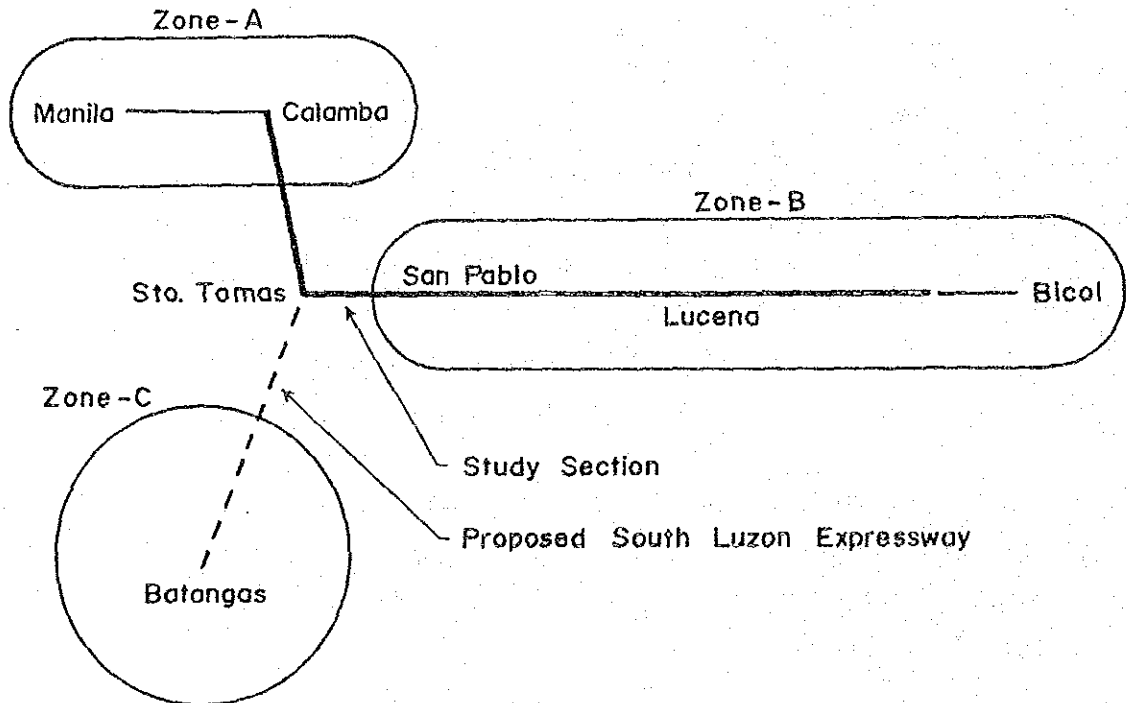 Zone-A
Manila
Calamba
Zone-B
San Pablo
Sto. Tomas
Bicol
Lucena
Zone-C
Study Section
Proposed South Luzon Expressway
Batangas